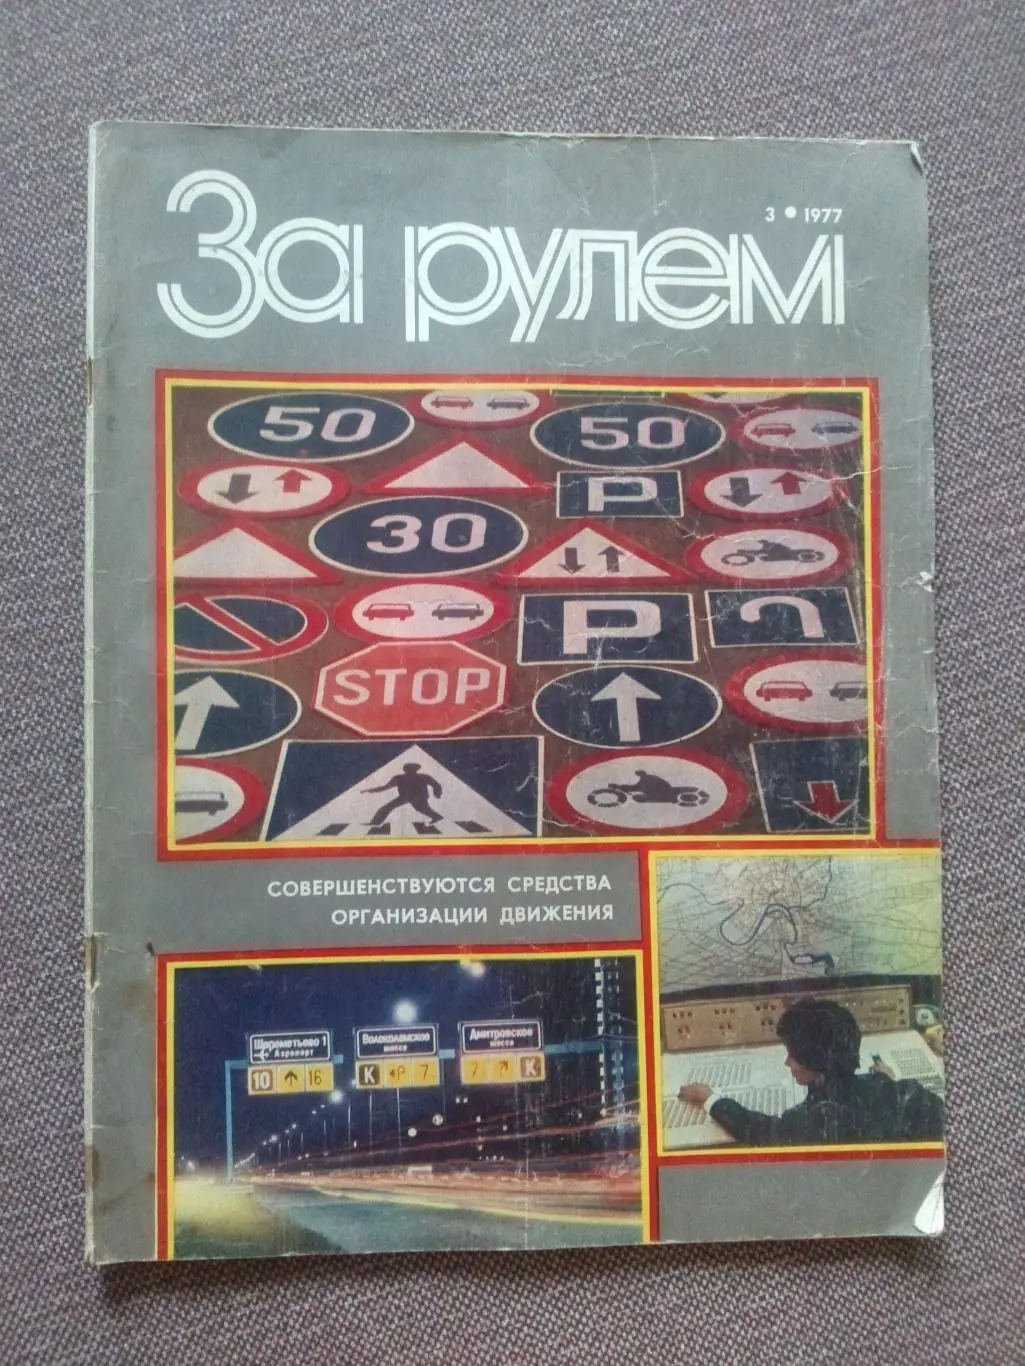 3 • 1977
За рулем
50
50
P
30
P
STOP
СОВЕРШЕНСТВУЮТСЯ СРЕДСТВА
ОРГАНИЗАЦИИ ДВИЖЕНИЯ
Шереметьево 1
Аэропорт
10 16
Волоколамское
шоссе
К Р 7
Дмитровское
шоссе
7 К